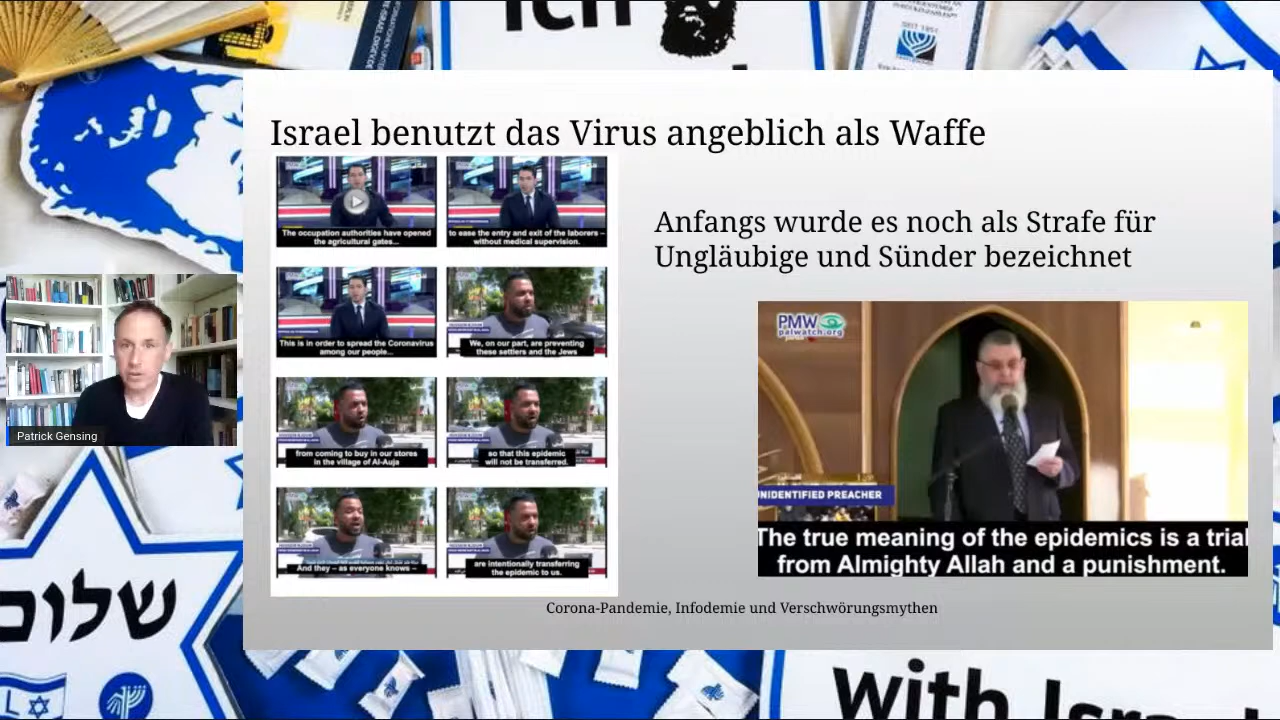 ich
SEIT 1951
Israel benutzt das Virus angeblich als Waffe
The occupation authorities have opened
the agricultural gates...
to ease the entry and exit of the laborers –
without medical supervision.
This is in order to spread the Coronavirus
among our people...
We, on our part, are preventing
these settlers and the Jews
from coming to buy in our stores
in the village of Al-Auja
so that this epidemic
will not be transferred.
And they – as everyone knows –
are intentionally transferring
the epidemic to us.
Anfangs wurde es noch als Strafe für
Ungläubige und Sünder bezeichnet
PMW
palwatch.org
UNIDENTIFIED PREACHER
The true meaning of the epidemics is a trial
from Almighty Allah and a punishment.
Corona-Pandemie, Infodemie und Verschwörungsmythen
Patrick Gensing
שלום
with Israel